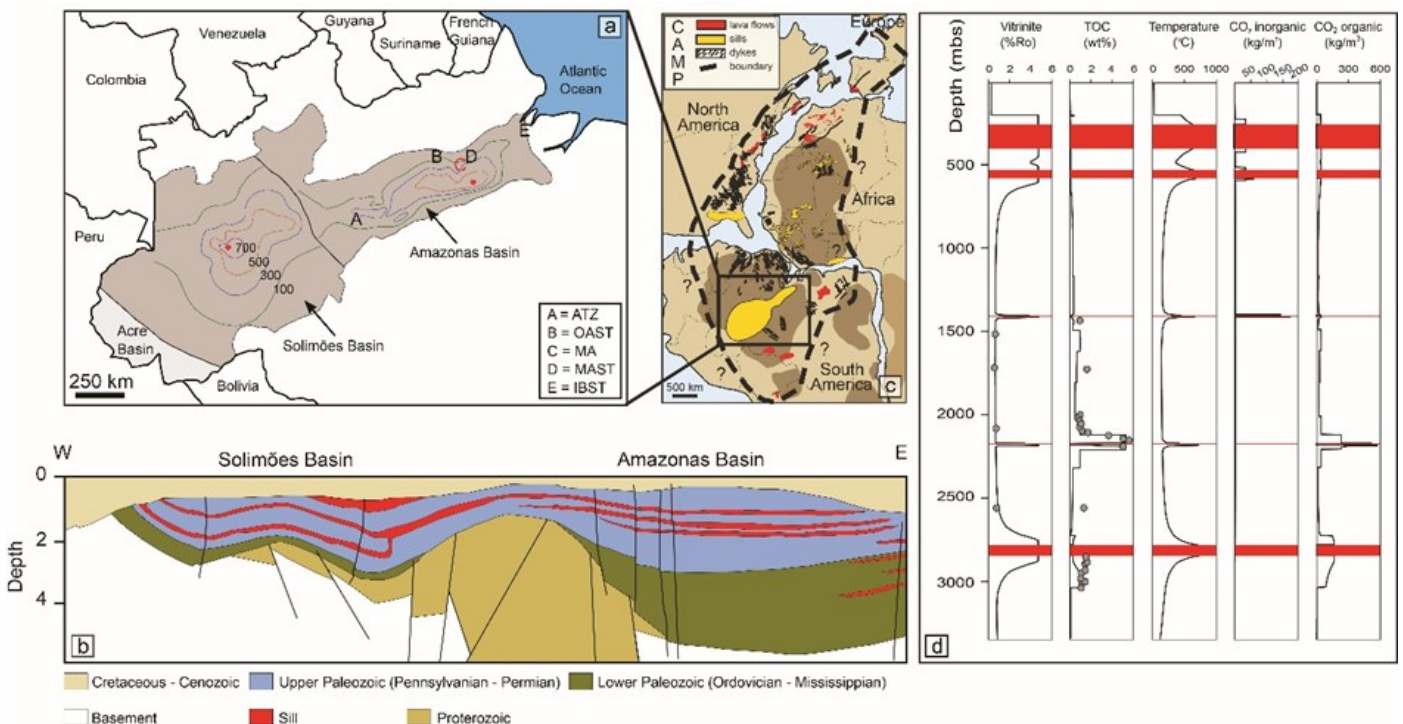 Venezuela
Guyana
Suriname
French
Guiana
a
Colombia
Atlantic
Ocean
E
B
D
C
A
Peru
Amazonas Basin
700
500
300
100
Acre
Basin
Solimões Basin
Bolivia
250 km
A = ATZ
B = OAST
C = MA
D = MAST
E = IBST
CAMP
lava flows
sills
dykes
boundary
Europe
North
America
?
Africa
?
?
?
?
South
America
500 km
c
Vitrinite
(%Ro)
TOC
(wt%)
Temperature
(°C)
CO₂ inorganic
(kg/m³)
CO₂ organic
(kg/m³)
0 2 4 6
0 2 4 6
0 500 1000
50 100 150 200
0 300 600
Depth (mbs)
0
500
1000
1500
2000
2500
3000
d
W
Solimões Basin
Amazonas Basin
E
Depth
0
2
4
b
Cretaceous - Cenozoic
Upper Paleozoic (Pennsylvanian - Permian)
Lower Paleozoic (Ordovician - Mississippian)
Basement
Sill
Proterozoic